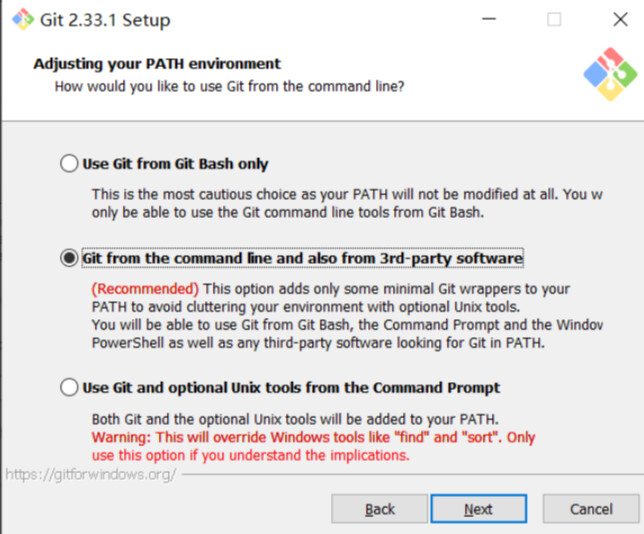 Git 2.33.1 Setup
Adjusting your PATH environment
How would you like to use Git from the command line?
Use Git from Git Bash only
This is the most cautious choice as your PATH will not be modified at all. You w
only be able to use the Git command line tools from Git Bash.
Git from the command line and also from 3rd-party software
(Recommended) This option adds only some minimal Git wrappers to your
PATH to avoid cluttering your environment with optional Unix tools.
You will be able to use Git from Git Bash, the Command Prompt and the Window
PowerShell as well as any third-party software looking for Git in PATH.
Use Git and optional Unix tools from the Command Prompt
Both Git and the optional Unix tools will be added to your PATH.
Warning: This will override Windows tools like "find" and "sort". Only
use this option if you understand the implications.
https://gitforwindows.org/
Back Next Cancel